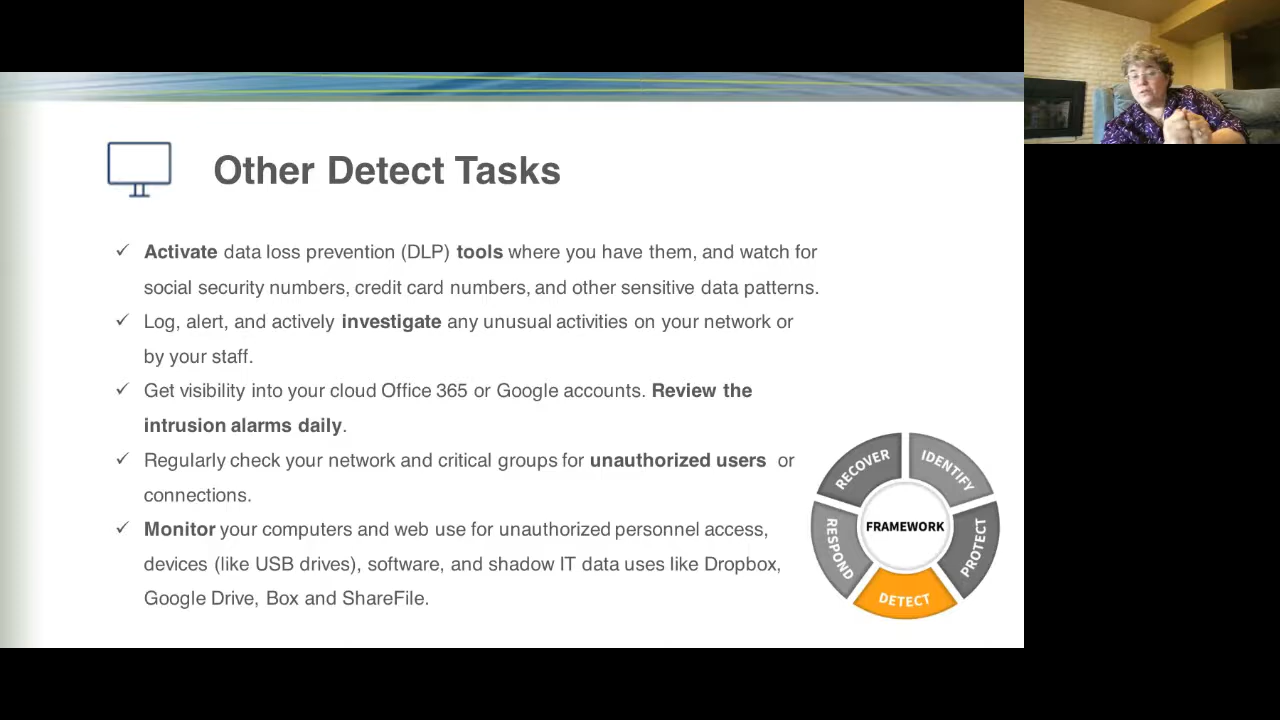 Other Detect Tasks
✓ Activate data loss prevention (DLP) tools where you have them, and watch for
social security numbers, credit card numbers, and other sensitive data patterns.
✓ Log, alert, and actively investigate any unusual activities on your network or
by your staff.
✓ Get visibility into your cloud Office 365 or Google accounts. Review the
intrusion alarms daily.
✓ Regularly check your network and critical groups for unauthorized users or
connections.
✓ Monitor your computers and web use for unauthorized personnel access,
devices (like USB drives), software, and shadow IT data uses like Dropbox,
Google Drive, Box and ShareFile.
RECOVER
IDENTIFY
FRAMEWORK
RESPOND
PROTECT
DETECT